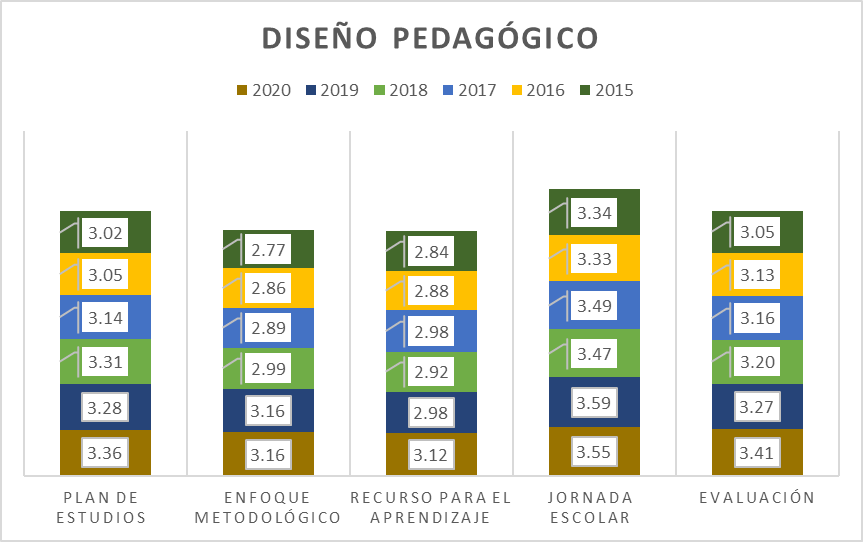 DISEÑO PEDAGÓGICO
2020 2019 2018 2017 2016 2015
3.02 2.77 2.84 3.34 3.05
3.05 2.86 2.88 3.33 3.13
3.14 2.89 2.98 3.49 3.16
3.31 2.99 2.92 3.47 3.20
3.28 3.16 2.98 3.59 3.27
3.36 3.16 3.12 3.55 3.41
PLAN DE ENFOQUE RECURSO PARA EL JORNADA EVALUACIÓN
ESTUDIOS METODOLÓGICO APRENDIZAJE ESCOLAR